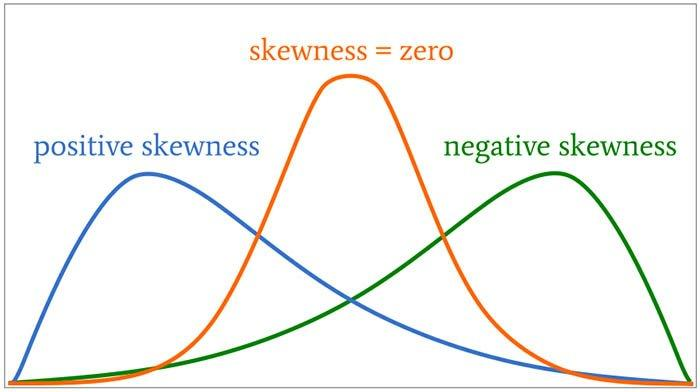 skewness = zero
positive skewness
negative skewness